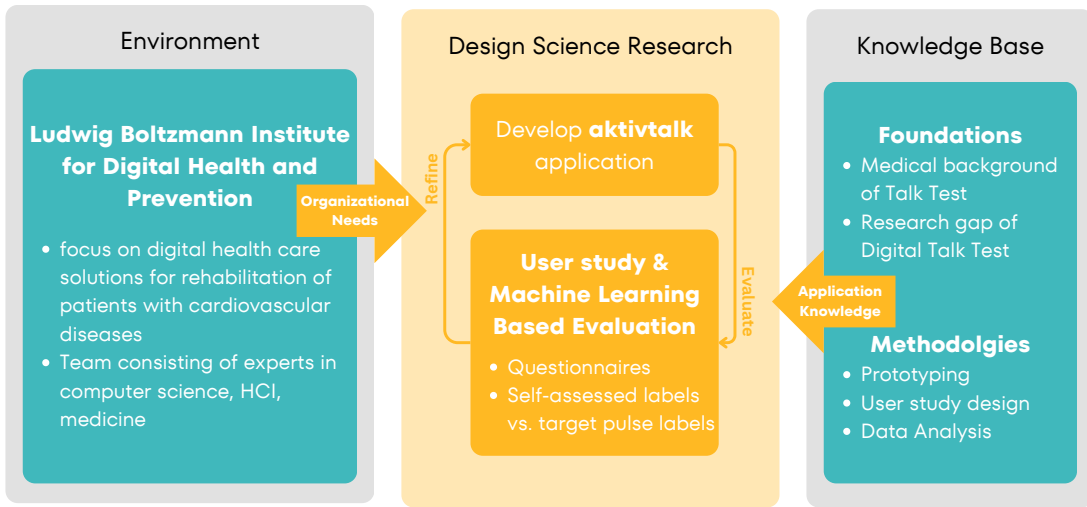 Environment
Ludwig Boltzmann Institute
for Digital Health and
Prevention
• focus on digital health care
solutions for rehabilitation of
patients with cardiovascular
diseases
• Team consisting of experts in
computer science, HCI,
medicine
Organizational
Needs
Design Science Research
Develop aktivtalk
application
Refine
Evaluate
User study &
Machine Learning
Based Evaluation
• Questionnaires
• Self-assessed labels
vs. target pulse labels
Knowledge Base
Foundations
• Medical background
of Talk Test
• Research gap of
Digital Talk Test
Application
Knowledge
Methodolgies
• Prototyping
• User study design
• Data Analysis